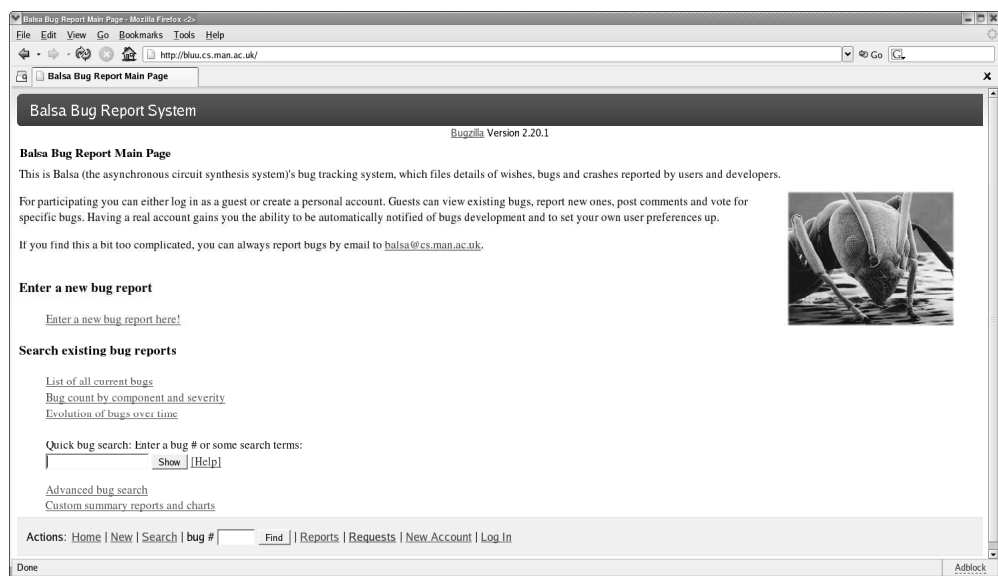 Balsa Bug Report Main Page - Mozilla Firefox <2>
File Edit View Go Bookmarks Tools Help
http://bluu.cs.man.ac.uk/ Go G
Balsa Bug Report Main Page x
Balsa Bug Report System
Bugzilla Version 2.20.1
Balsa Bug Report Main Page
This is Balsa (the asynchronous circuit synthesis system)'s bug tracking system, which files details of wishes, bugs and crashes reported by users and developers.
For participating you can either log in as a guest or create a personal account. Guests can view existing bugs, report new ones, post comments and vote for
specific bugs. Having a real account gains you the ability to be automatically notified of bugs development and to set your own user preferences up.
If you find this a bit too complicated, you can always report bugs by email to balsa@cs.man.ac.uk.
Enter a new bug report
Enter a new bug report here!
Search existing bug reports
List of all current bugs
Bug count by component and severity
Evolution of bugs over time
Quick bug search: Enter a bug # or some search terms:
Show [Help]
Advanced bug search
Custom summary reports and charts
Actions: Home | New | Search | bug # Find | Reports | Requests | New Account | Log In
Done Adblock